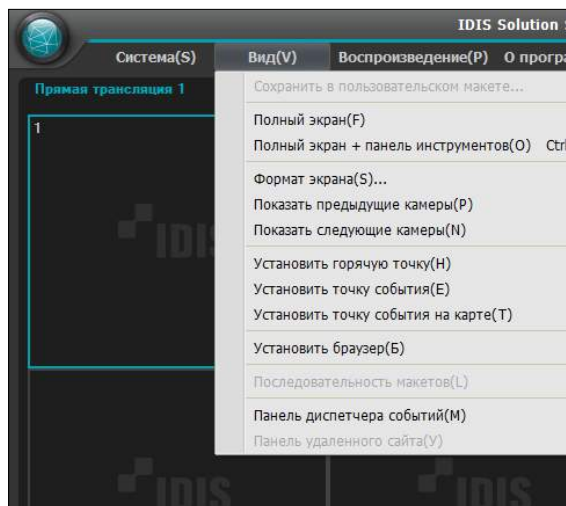 IDIS Solution
Система(S) Вид(V) Воспроизведение(P) О
Прямая трансляция 1
1
Сохранить в пользовательском макете...
Полный экран(F)
Полный экран + панель инструментов(O)
Формат экрана(S)...
Показать предыдущие камеры(P)
Показать следующие камеры(N)
Установить горячую точку(H)
Установить точку события(E)
Установить точку события на карте(T)
Установить браузер(Б)
Последовательность макетов(L)
Панель диспетчера событий(M)
Панель удаленного сайта(У)
IDIS
IDIS IDIS